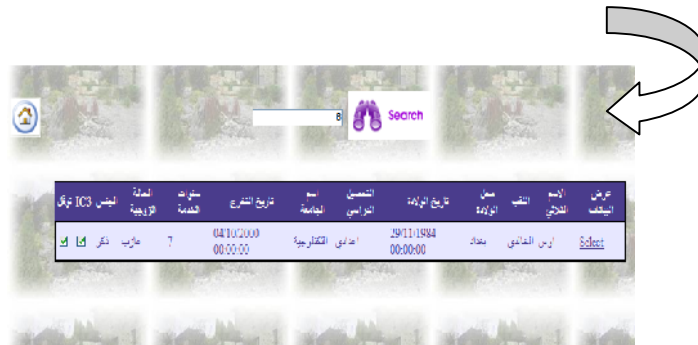 8 Search
عرض البيانات الاسم الثلاثي اللقب محل الولادة تاريخ الولادة التحصيل الدراسي اسم الجامعة تاريخ التخرج سنوات الخدمة الحالة الزوجية الجنس IC3 توفل
Select اوس بغداد 29/11/1984 00:00:00 اعدادي التكنلوجية 04/10/2000 00:00:00 7 عازب ذكر